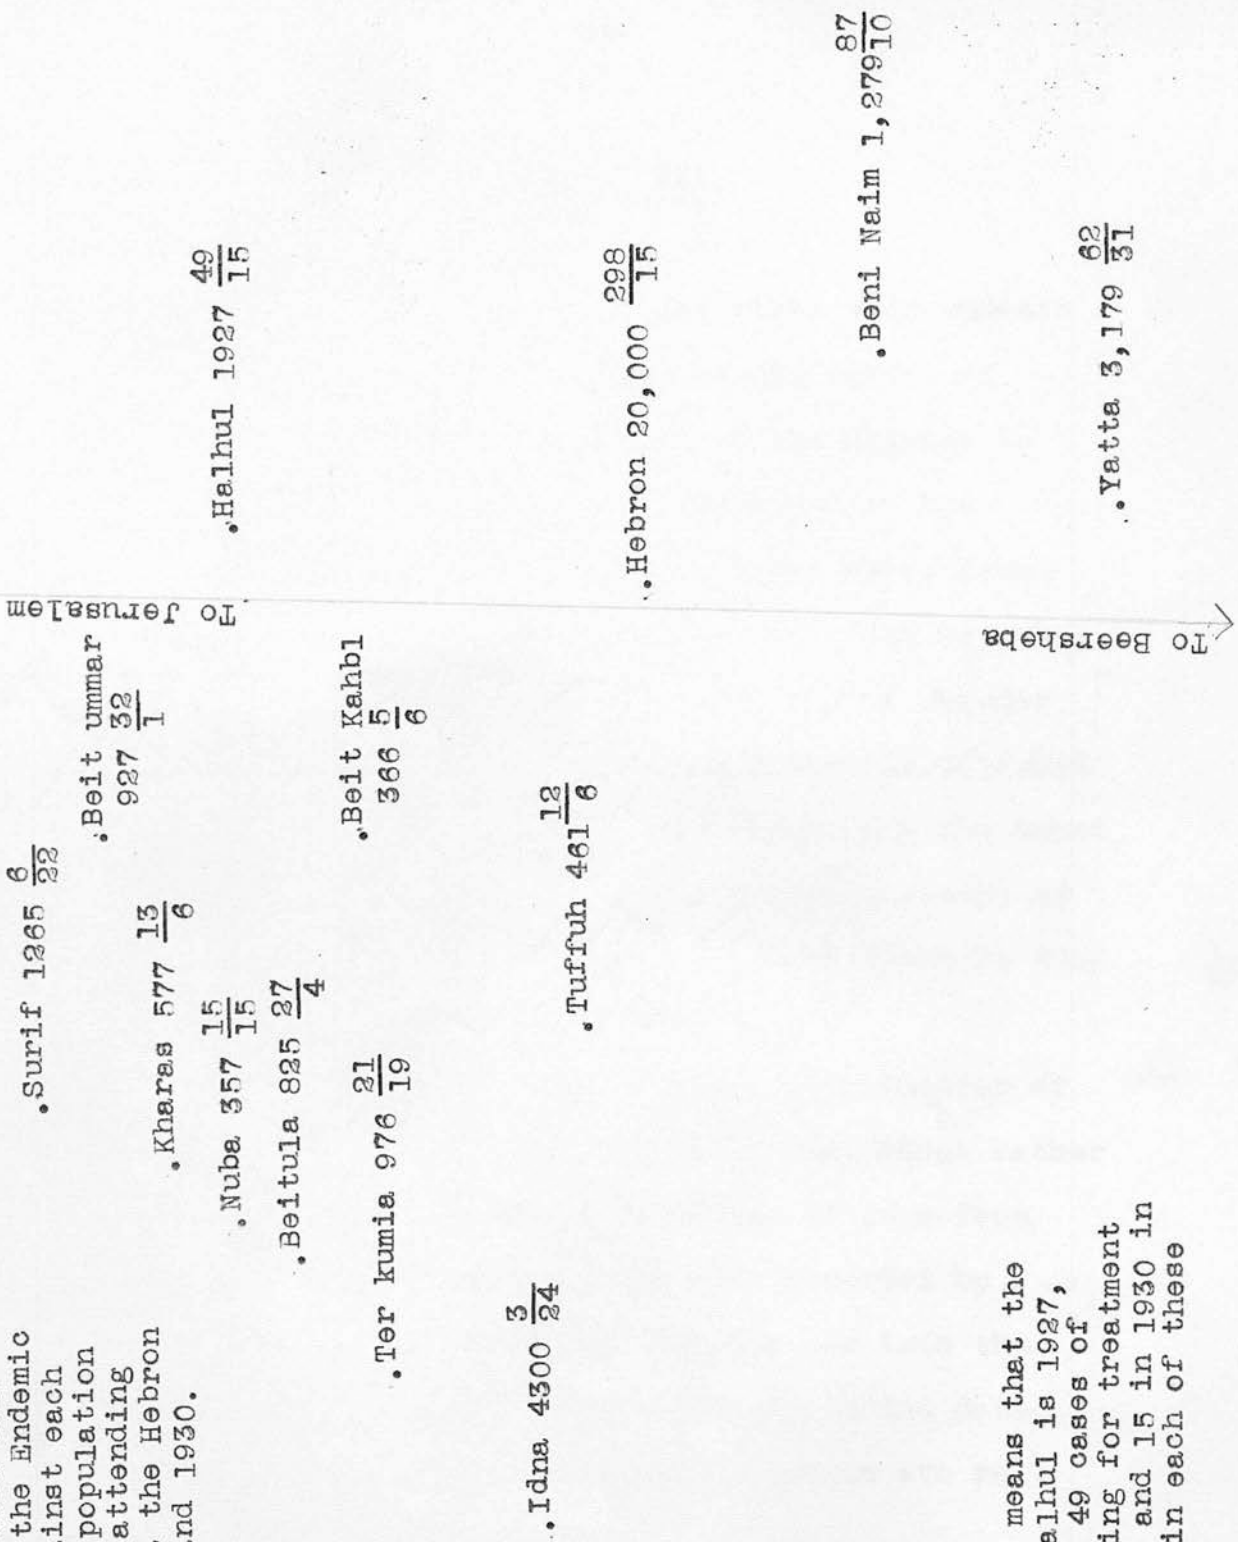 the Endemic
inst each
population
attending
the Hebron
nd 1930.
.Surif 1265 6/22
.Beit ummar
927 32/1
.Kharas 577 13/6
.Nuba 357 15/15
.Beitula 825 27/4
.Beit Kahbl
366 5/6
.Ter kumia 976 21/19
.Idna 4300 3/24
.Tuffuh 461 12/6
To Jerusalem
.Halhul 1927 49/15
.Hebron 20,000 298/15
.Beni Naim 1,279 87/10
.Yatta 3,179 62/31
To Beersheba
means that the
alhul is 1927,
49 cases of
ing for treatment
and 15 in 1930 in
in each of these